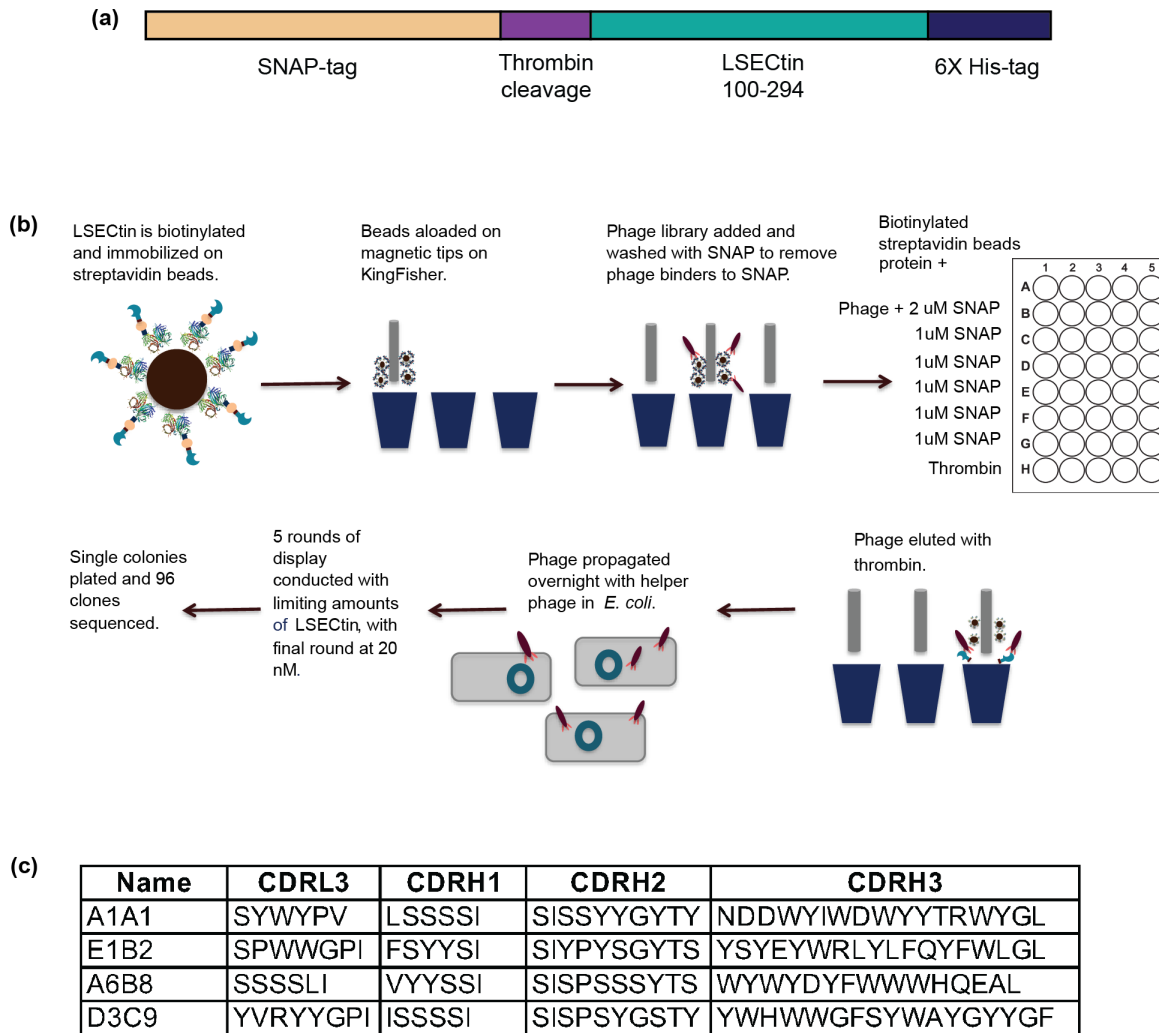 (a)
SNAP-tag
Thrombin
cleavage
LSECtin
100-294
6X His-tag
(b)
LSECtin is biotinylated
and immobilized on
streptavidin beads.
Beads aloaded on
magnetic tips on
KingFisher.
Phage library added and
washed with SNAP to remove
phage binders to SNAP.
Biotinylated
streptavidin beads
protein +
1 2 3 4 5
A
Phage + 2 uM SNAP
B
1uM SNAP
C
1uM SNAP
D
1uM SNAP
E
1uM SNAP
F
1uM SNAP
G
Thrombin
H
Single colonies
plated and 96
clones
sequenced.
5 rounds of
display
conducted with
limiting amounts
of LSECtin, with
final round at 20
nM.
Phage propagated
overnight with helper
phage in E. coli.
Phage eluted with
thrombin.
(c)
Name CDRL3 CDRH1 CDRH2 CDRH3
A1A1 SYWYPV LSSSSI SISSYYGYTY NDDWYIWDWYYTRWYGL
E1B2 SPWWGPI FSYYSI SIYPYSGYTS YSYEYWRLYLFQYFWLGL
A6B8 SSSSLI VYYSSI SISPSSSYTS WYWYDYFWWWHQEAL
D3C9 YVRYYGPI ISSSSI SISPSYGSTY YWHWWGFSYWAYGYYGF